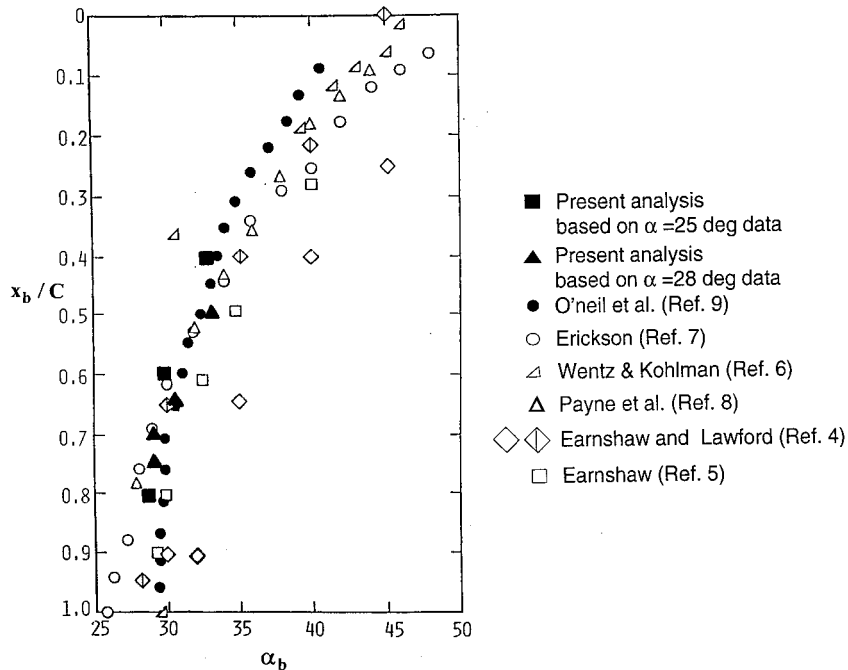 0
0.1
0.2
0.3
0.4
0.5
0.6
0.7
0.8
0.9
1.0
x_b / C
25
30
35
40
45
50
α_b
Present analysis
based on α =25 deg data
Present analysis
based on α =28 deg data
O'neil et al. (Ref. 9)
Erickson (Ref. 7)
Wentz & Kohlman (Ref. 6)
Payne et al. (Ref. 8)
Earnshaw and Lawford (Ref. 4)
Earnshaw (Ref. 5)